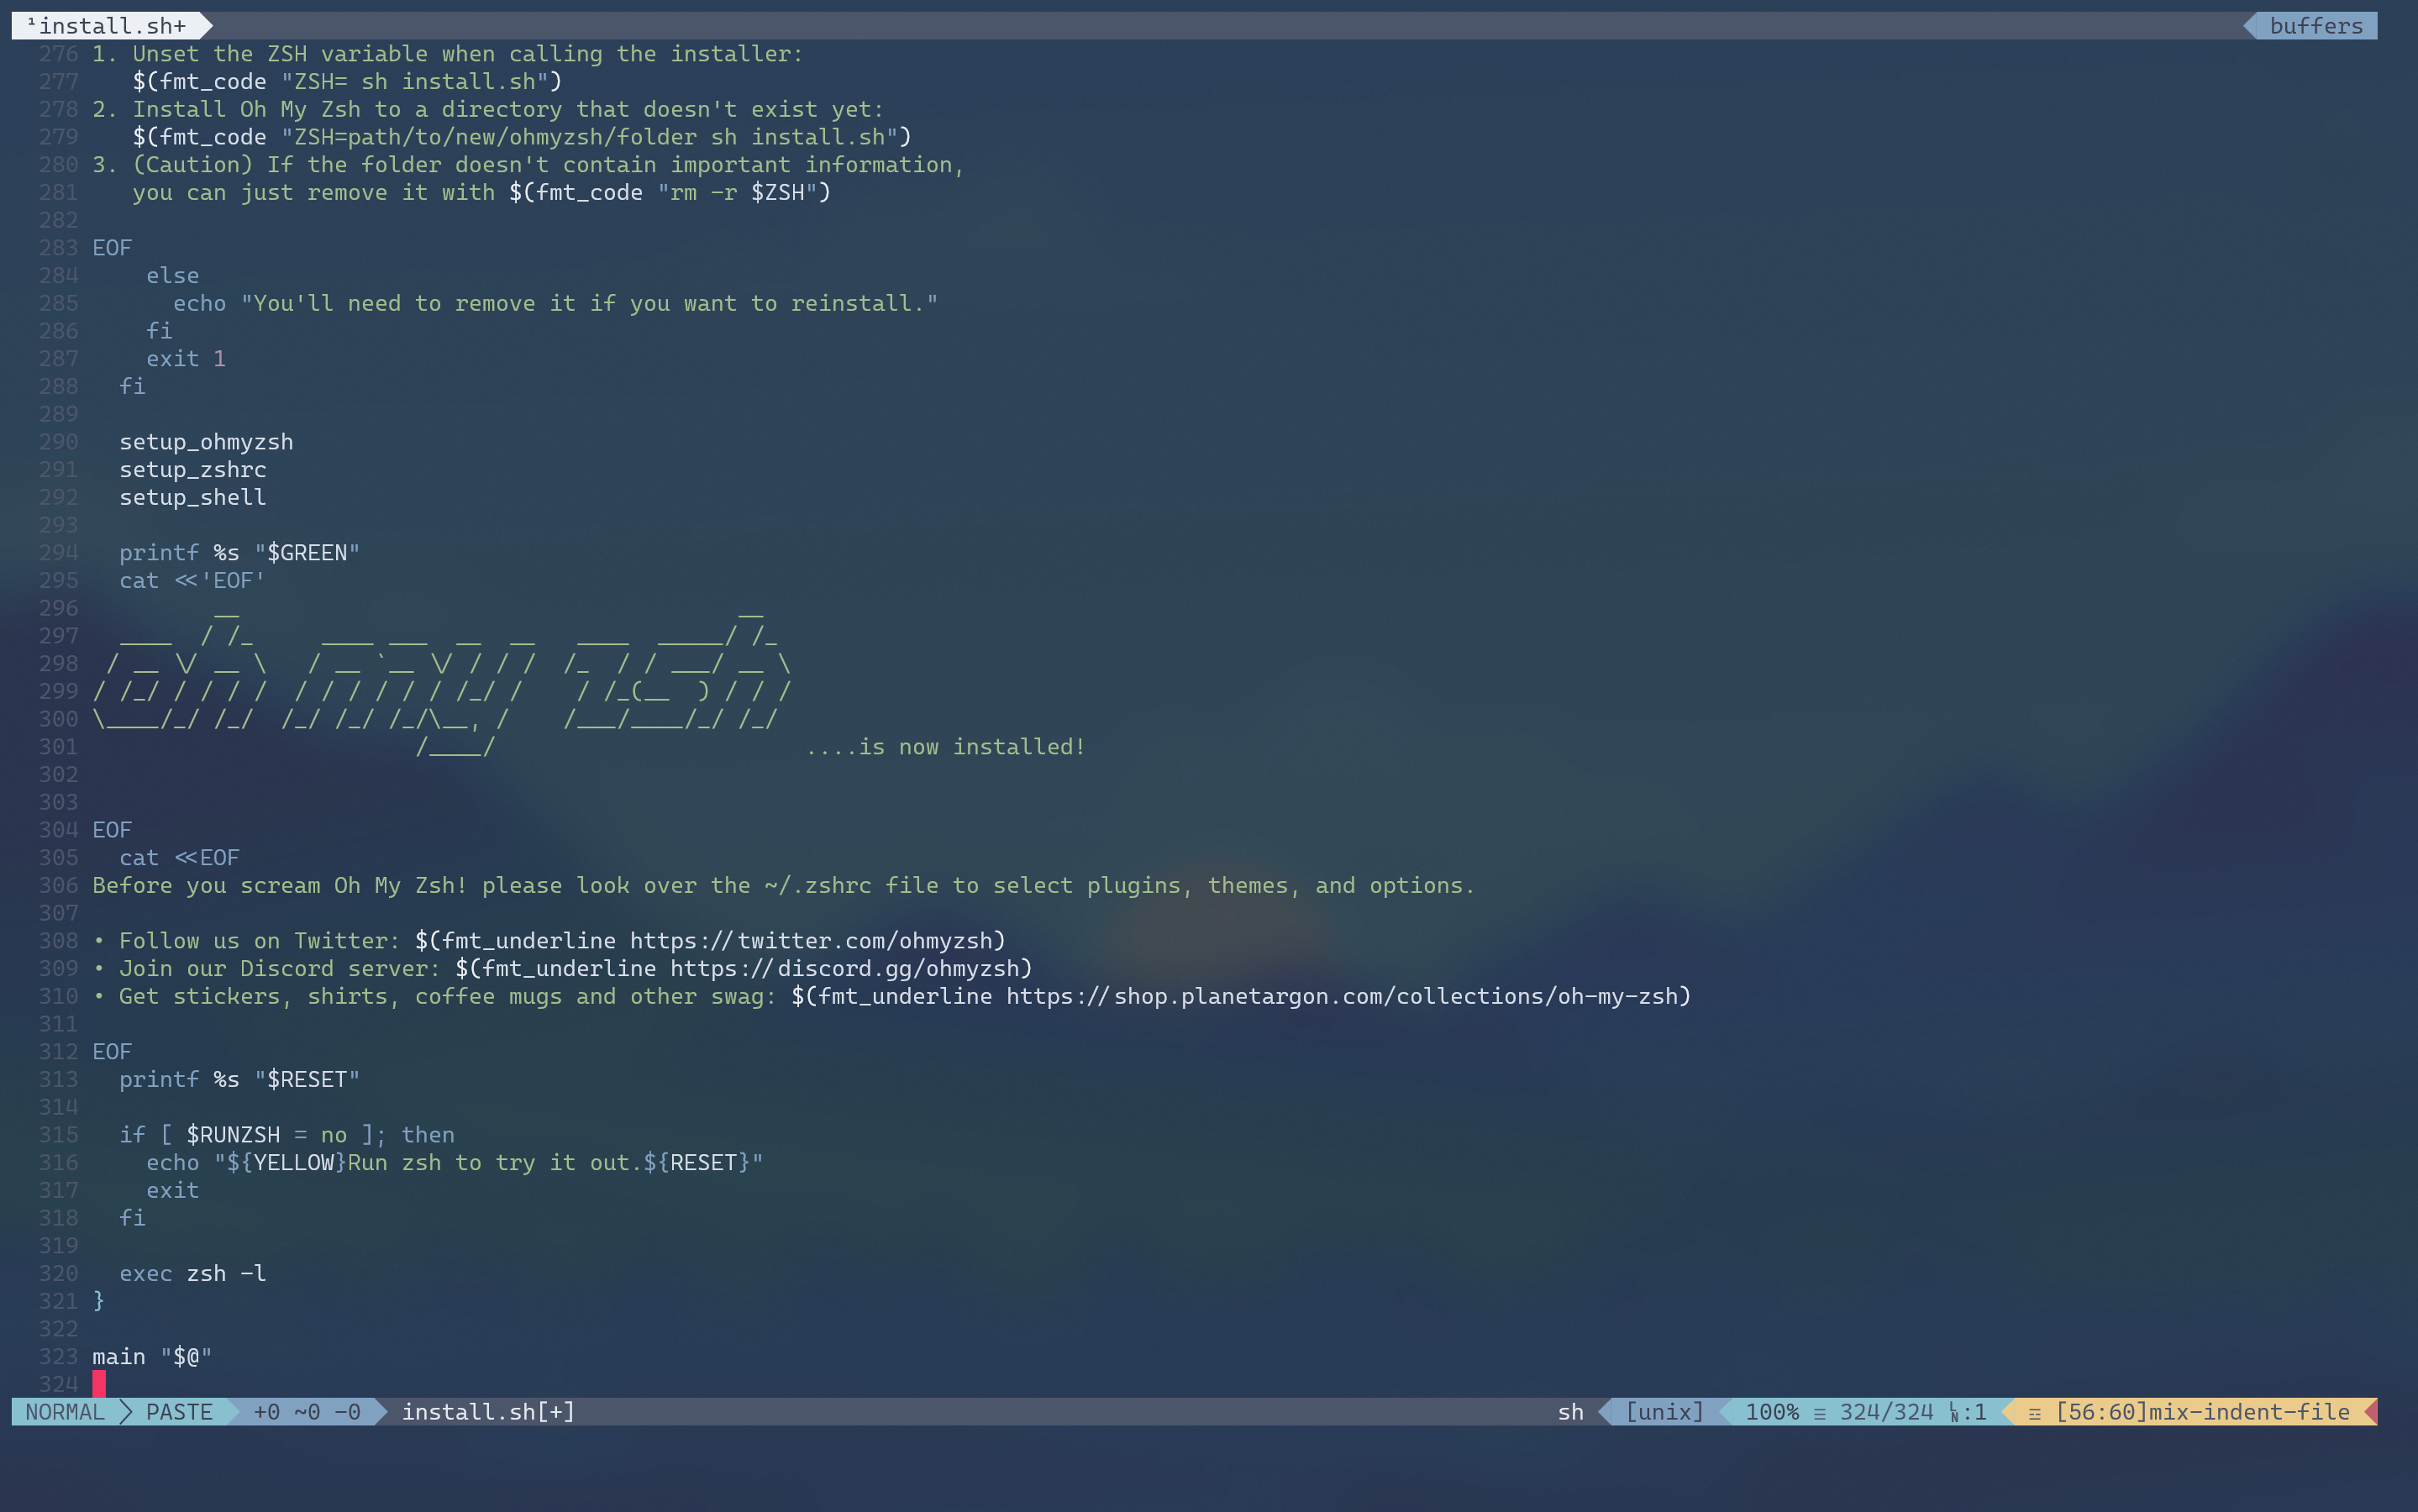 ¹install.sh+ buffers
276 1. Unset the ZSH variable when calling the installer:
277    $(fmt_code "ZSH= sh install.sh")
278 2. Install Oh My Zsh to a directory that doesn't exist yet:
279    $(fmt_code "ZSH=path/to/new/ohmyzsh/folder sh install.sh")
280 3. (Caution) If the folder doesn't contain important information,
281    you can just remove it with $(fmt_code "rm -r $ZSH")
282
283 EOF
284     else
285       echo "You'll need to remove it if you want to reinstall."
286     fi
287     exit 1
288   fi
289
290   setup_ohmyzsh
291   setup_zshrc
292   setup_shell
293
294   printf %s "$GREEN"
295   cat <<'EOF'
296          __                                     __
297   ____  / /_     ____ ___  __  __   ____  _____/ /_
298  / __ \/ __ \   / __ `__ \/ / / /  /_  / / ___/ __ \
299 / /_/ / / / /  / / / / / / /_/ /    / /_(__  ) / / /
300 \____/_/ /_/  /_/ /_/ /_/\__, /    /___/____/_/ /_/
301                         /____/                       ....is now installed!
302
303
304 EOF
305   cat <<EOF
306 Before you scream Oh My Zsh! please look over the ~/.zshrc file to select plugins, themes, and options.
307
308 • Follow us on Twitter: $(fmt_underline https://twitter.com/ohmyzsh)
309 • Join our Discord server: $(fmt_underline https://discord.gg/ohmyzsh)
310 • Get stickers, shirts, coffee mugs and other swag: $(fmt_underline https://shop.planetargon.com/collections/oh-my-zsh)
311
312 EOF
313   printf %s "$RESET"
314
315   if [ $RUNZSH = no ]; then
316     echo "${YELLOW}Run zsh to try it out.${RESET}"
317     exit
318   fi
319
320   exec zsh -l
321 }
322
323 main "$@"
324
NORMAL PASTE +0 ~0 -0 install.sh[+] sh [unix] 100% ☰ 324/324 ␤:1 ☲ [56:60]mix-indent-file